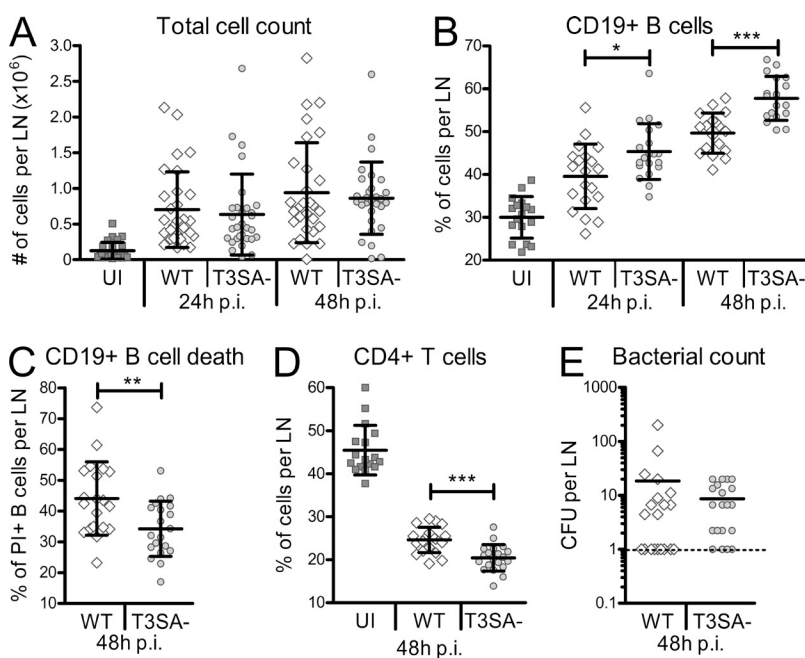 A Total cell count
# of cells per LN (x10⁶)
3.0
2.5
2.0
1.5
1.0
0.5
0
UI WT T3SA- WT T3SA-
24h p.i. 48h p.i.
B CD19+ B cells
% of cells per LN
70
60
50
40
30
20
* ***
UI WT T3SA- WT T3SA-
24h p.i. 48h p.i.
C CD19+ B cell death
% of PI+ B cells per LN
80
70
60
50
40
30
20
10
**
WT T3SA-
48h p.i.
D CD4+ T cells
% of cells per LN
60
50
40
30
20
10
***
UI WT T3SA-
48h p.i.
E Bacterial count
CFU per LN
1000
100
10
1
0.1
WT T3SA-
48h p.i.